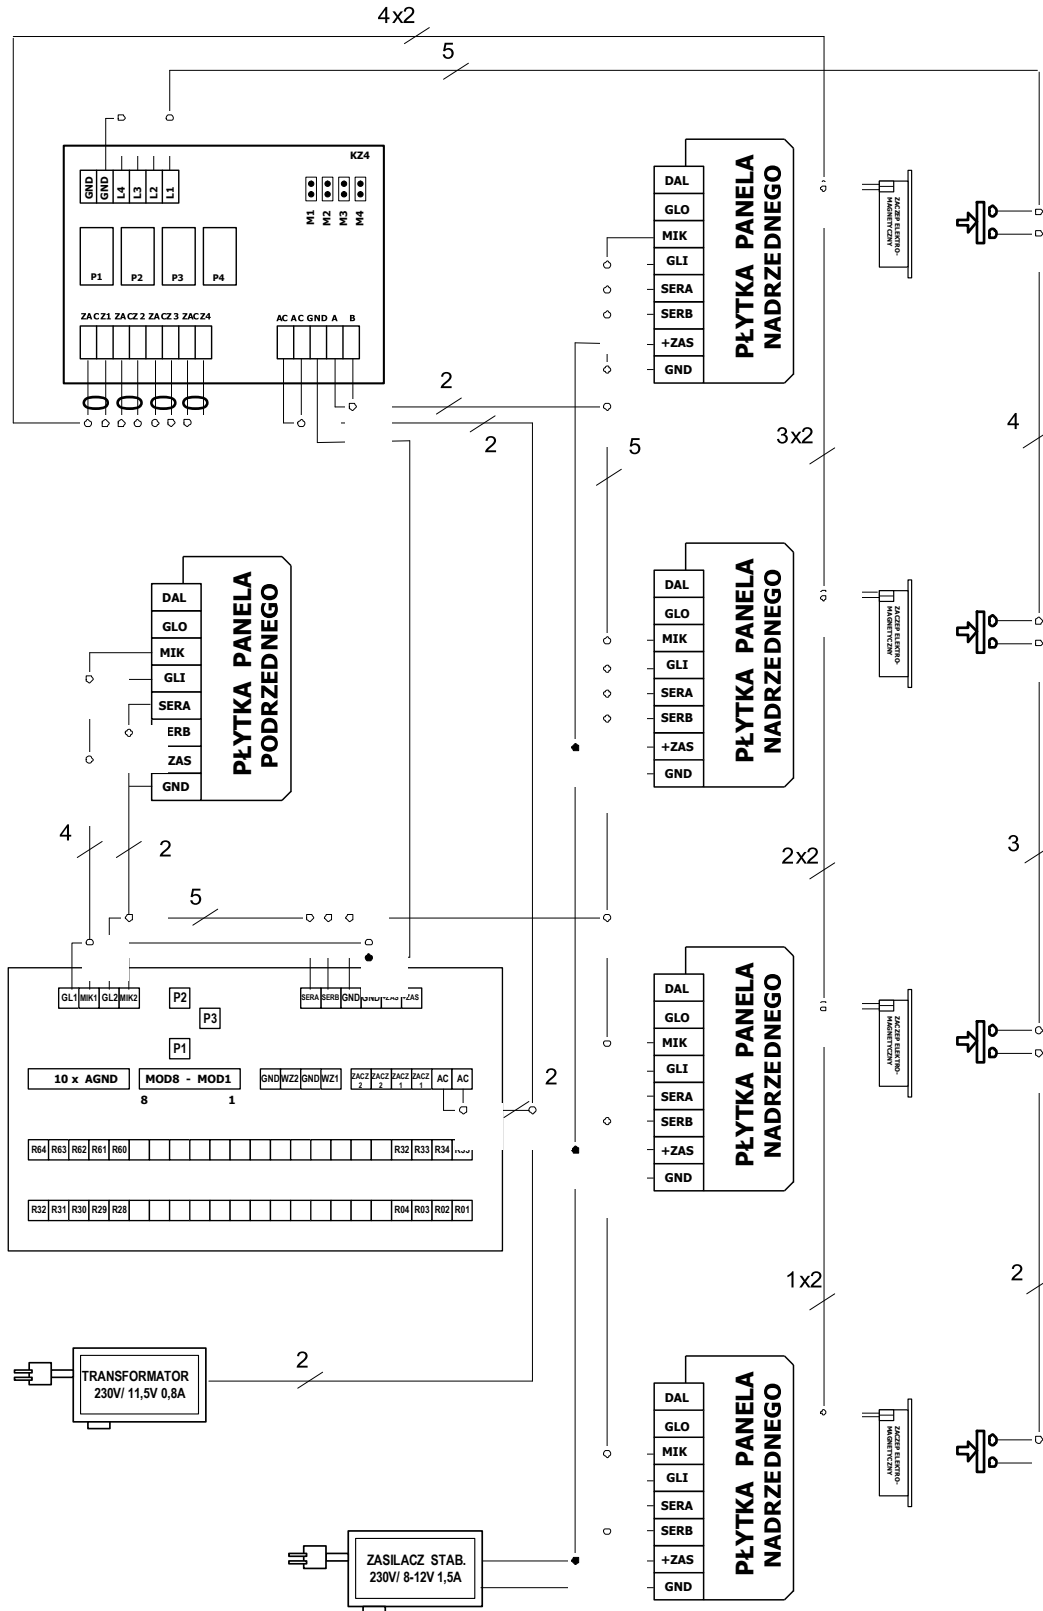 4x2
5
KZ4
GND GND L4 L3 L2 L1
M1 M2 M3 M4
P1 P2 P3 P4
ZACZ1 ZACZ2 ZACZ3 ZACZ4
AC AC GND A B
2
2
5
DAL
GLO
MIK
GLI
SERA
SERB
+ZAS
GND
PŁYTKA PANELA
NADRZEDNEGO
ZACZEP ELEKTRO-
MAGNETYCZNY
3x2
4
DAL
GLO
MIK
GLI
SERA
ERB
ZAS
GND
PŁYTKA PANELA
PODRZEDNEGO
DAL
GLO
MIK
GLI
SERA
SERB
+ZAS
GND
PŁYTKA PANELA
NADRZEDNEGO
ZACZEP ELEKTRO-
MAGNETYCZNY
4
2
2x2
3
5
GL1 MIK1 GL2 MIK2
P2
P3
P1
SERA SERB GND
10 x AGND
MOD8 - MOD1
8 1
GND WZ2 GND WZ1
ZACZ 2 ZACZ 2 ZACZ 1 ZACZ 1 AC AC
2
R64 R63 R62 R61 R60 R32 R33 R34
R32 R31 R30 R29 R28 R04 R03 R02 R01
DAL
GLO
MIK
GLI
SERA
SERB
+ZAS
GND
PŁYTKA PANELA
NADRZEDNEGO
ZACZEP ELEKTRO-
MAGNETYCZNY
1x2
2
TRANSFORMATOR
230V/ 11,5V 0,8A
2
DAL
GLO
MIK
GLI
SERA
SERB
+ZAS
GND
PŁYTKA PANELA
NADRZEDNEGO
ZACZEP ELEKTRO-
MAGNETYCZNY
ZASILACZ STAB.
230V/ 8-12V 1,5A